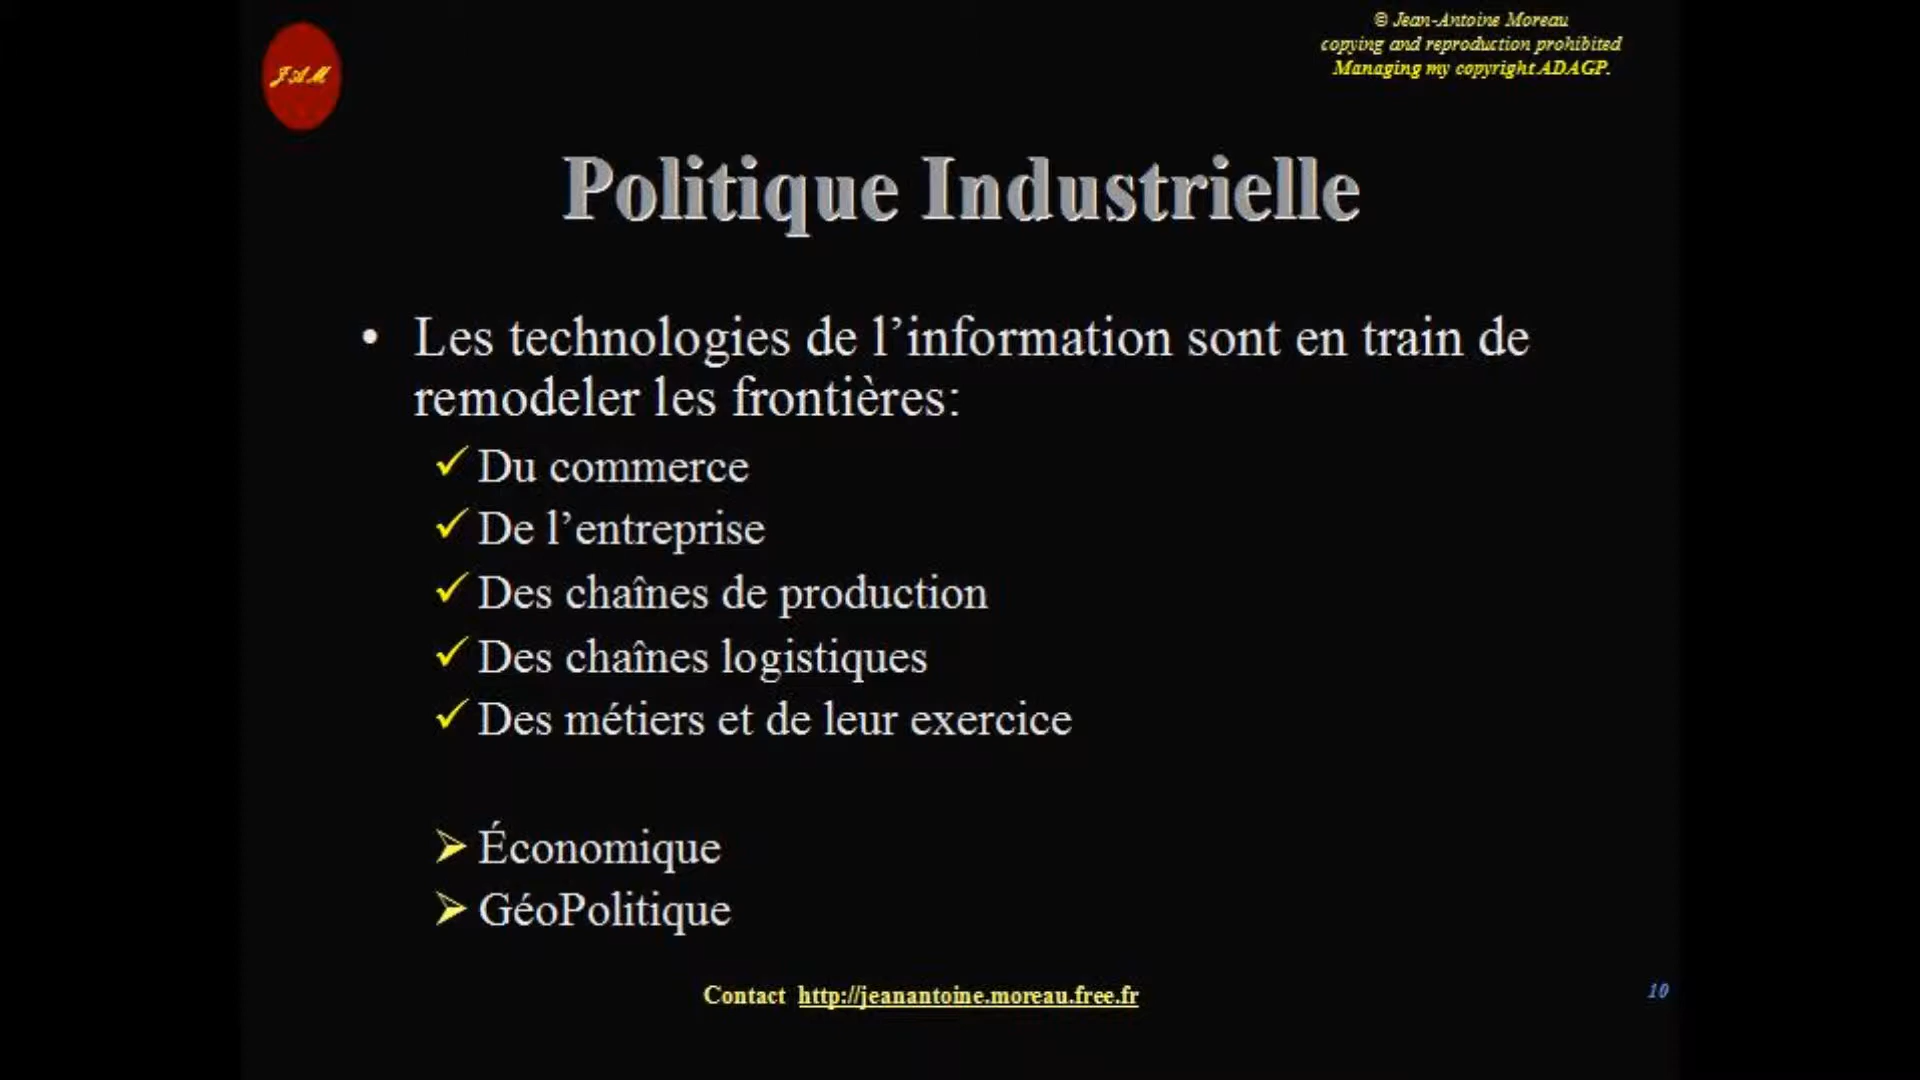 © Jean-Antoine Moreau
copying and reproduction prohibited
Managing my copyright ADAGP.
JAM
Politique Industrielle
• Les technologies de l’information sont en train de
remodeler les frontières:
✓ Du commerce
✓ De l’entreprise
✓ Des chaînes de production
✓ Des chaînes logistiques
✓ Des métiers et de leur exercice
➢ Économique
➢ GéoPolitique
Contact http://jeanantoine.moreau.free.fr
10